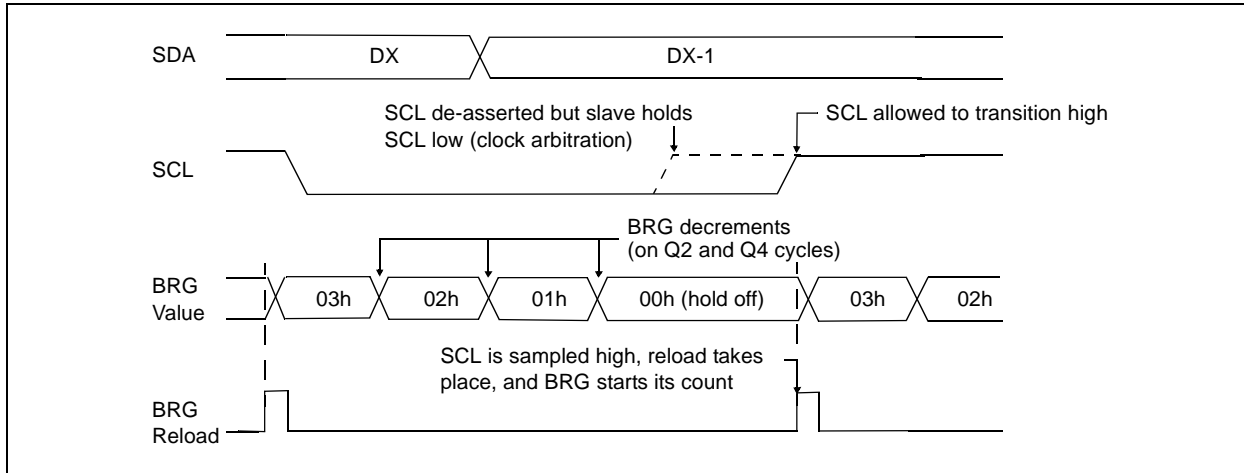 SDA
DX
DX-1
SCL de-asserted but slave holds
SCL low (clock arbitration)
SCL allowed to transition high
SCL
BRG decrements
(on Q2 and Q4 cycles)
BRG
Value
03h
02h
01h
00h (hold off)
03h
02h
SCL is sampled high, reload takes
place, and BRG starts its count
BRG
Reload